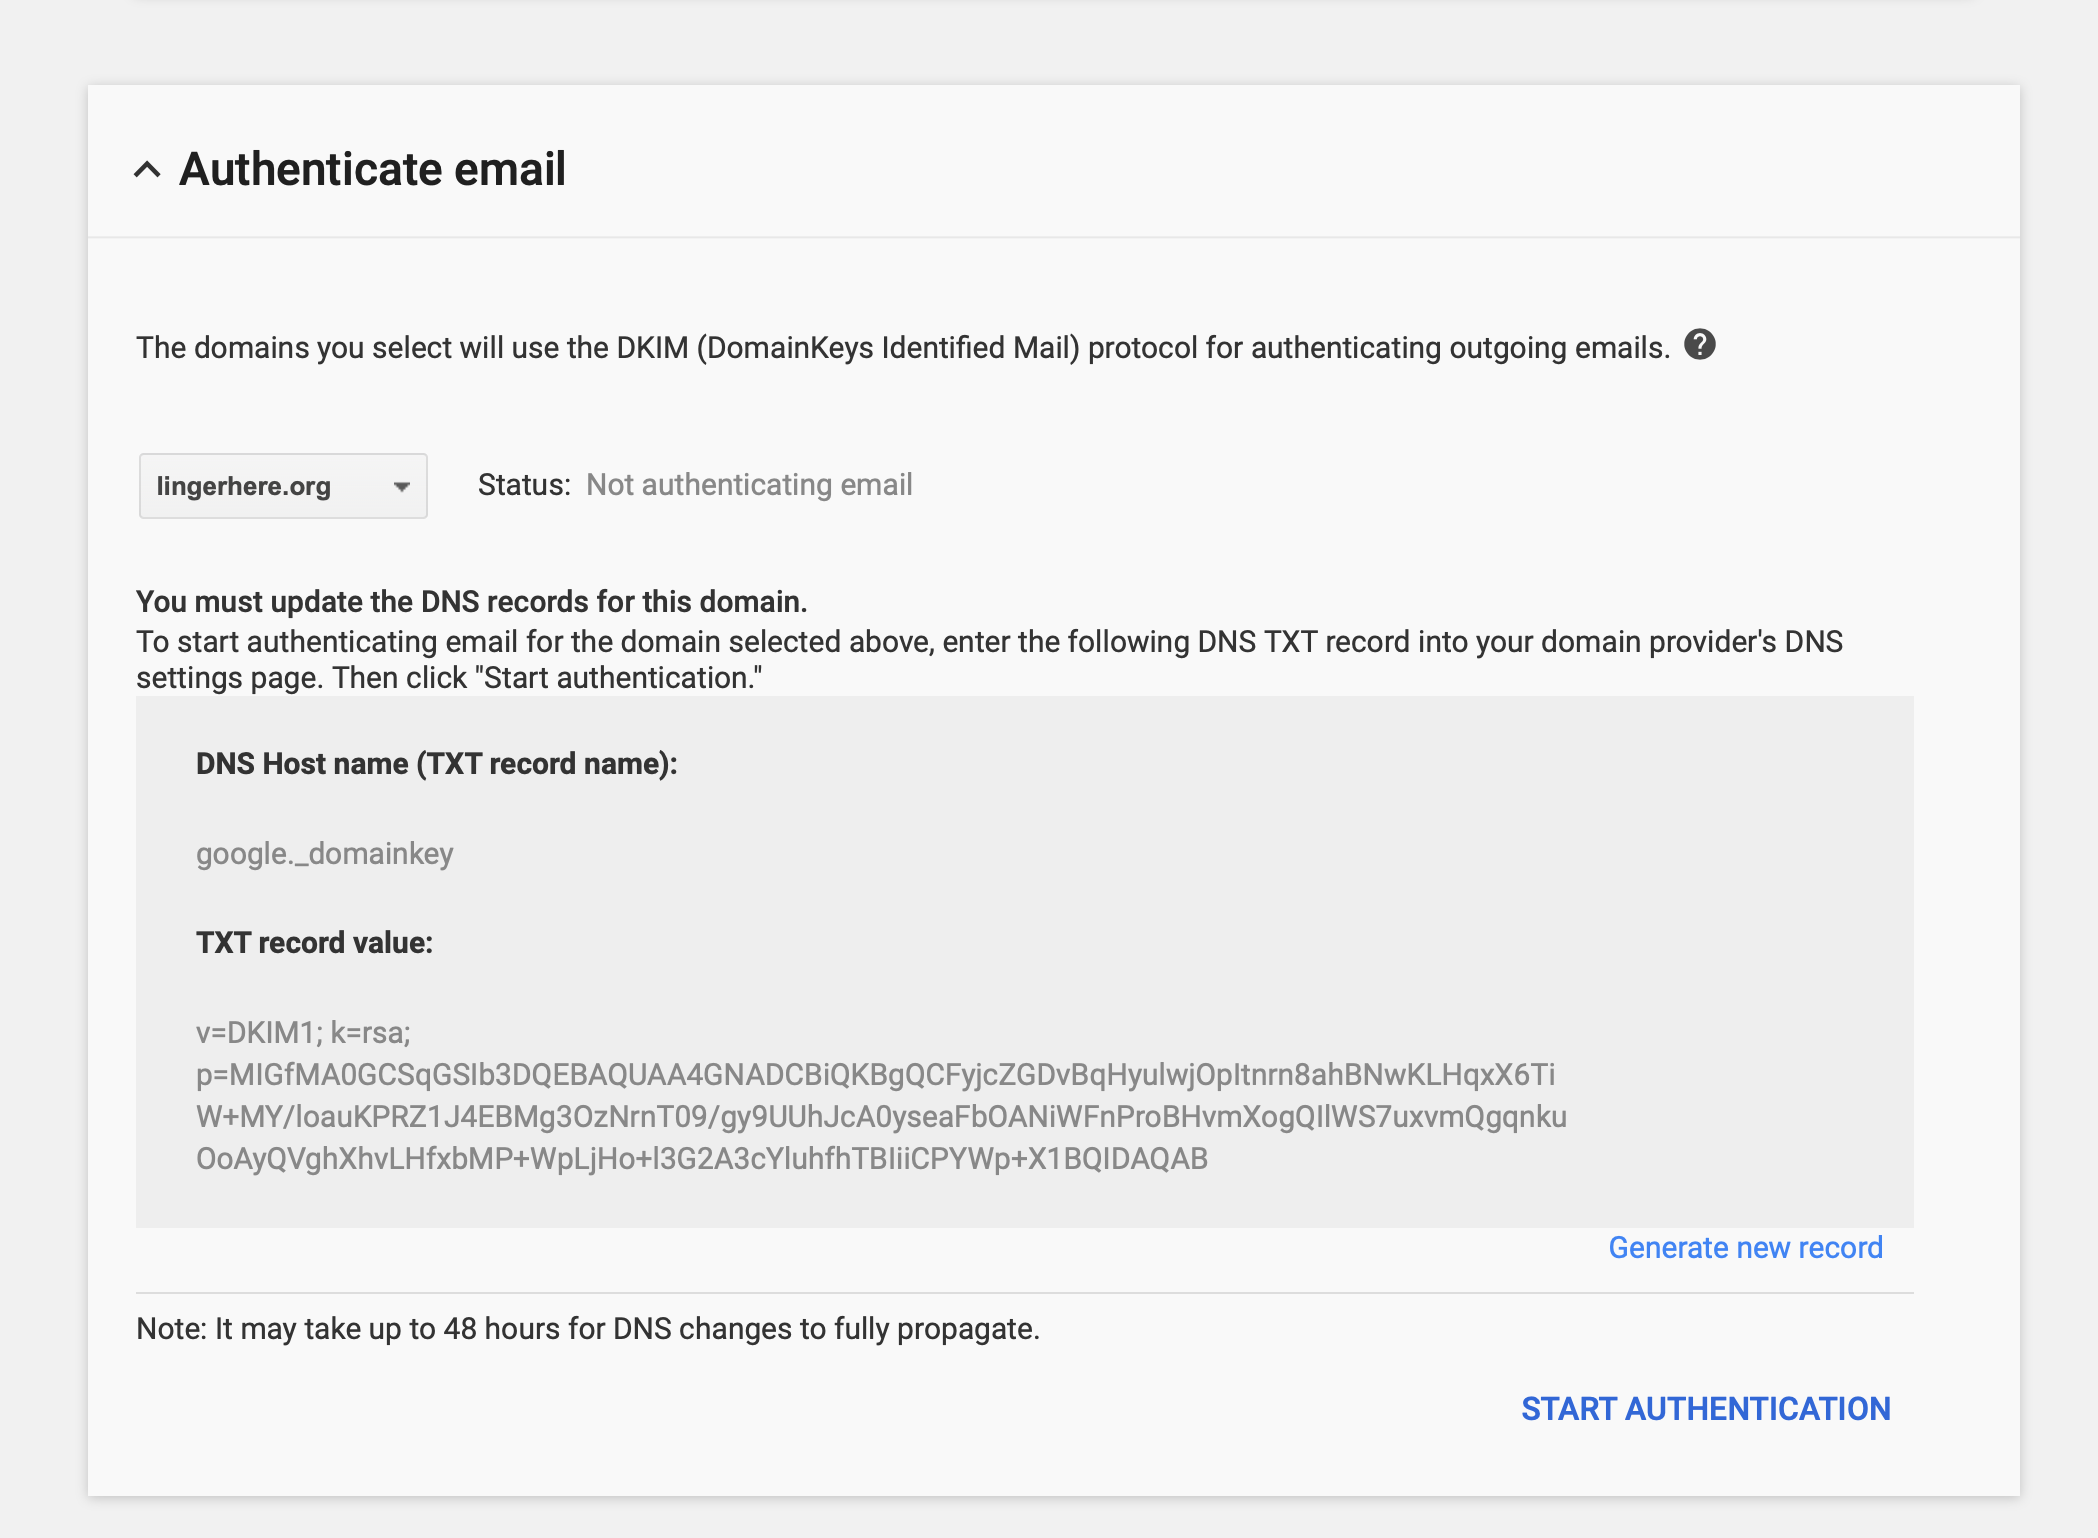 Authenticate email
The domains you select will use the DKIM (DomainKeys Identified Mail) protocol for authenticating outgoing emails. ?
lingerhere.org Status: Not authenticating email
You must update the DNS records for this domain.
To start authenticating email for the domain selected above, enter the following DNS TXT record into your domain provider's DNS
settings page. Then click "Start authentication."
DNS Host name (TXT record name):
google._domainkey
TXT record value:
v=DKIM1; k=rsa;
p=MIGfMA0GCSqGSIb3DQEBAQUAA4GNADCBiQKBgQCFyjcZGDvBqHyulwjOpItnrn8ahBNwKLHqxX6Ti
W+MY/loauKPRZ1J4EBMg3OzNrnT09/gy9UUhJcA0yseaFbOANiWFnProBHvmXogQIlWS7uxvmQgqnku
OoAyQVghXhvLHfxbMP+WpLjHo+l3G2A3cYluhfhTBIiiCPYWp+X1BQIDAQAB
Generate new record
Note: It may take up to 48 hours for DNS changes to fully propagate.
START AUTHENTICATION